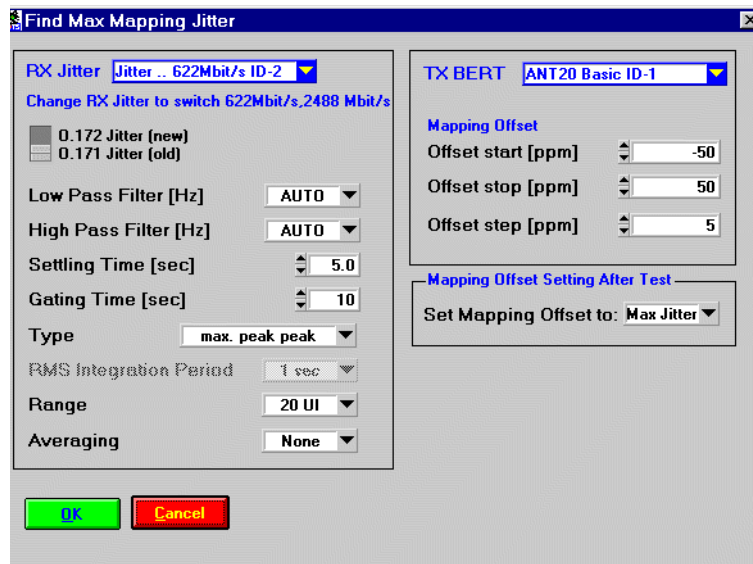 Find Max Mapping Jitter
RX Jitter Jitter .. 622Mbit/s ID-2
Change RX Jitter to switch 622Mbit/s,2488 Mbit/s
0.172 Jitter (new)
0.171 Jitter (old)
Low Pass Filter [Hz] AUTO
High Pass Filter [Hz] AUTO
Settling Time [sec] 5.0
Gating Time [sec] 10
Type max. peak peak
RMS Integration Period 1 sec
Range 20 UI
Averaging None
TX BERT ANT20 Basic ID-1
Mapping Offset
Offset start [ppm] -50
Offset stop [ppm] 50
Offset step [ppm] 5
Mapping Offset Setting After Test
Set Mapping Offset to: Max Jitter
OK Cancel